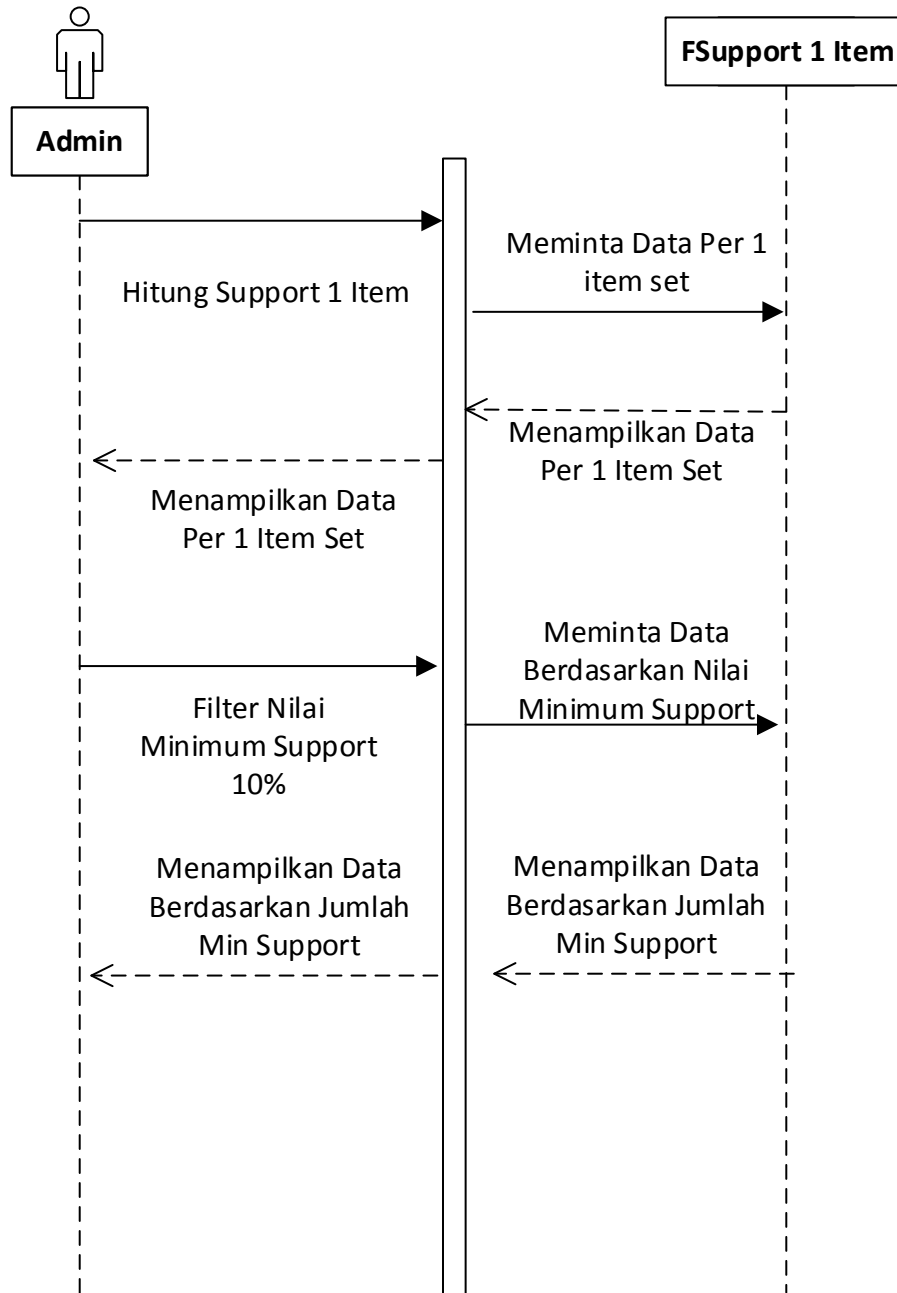 FSupport 1 Item
Admin
Meminta Data Per 1
item set
Hitung Support 1 Item
Menampilkan Data
Per 1 Item Set
Menampilkan Data
Per 1 Item Set
Meminta Data
Berdasarkan Nilai
Minimum Support
Filter Nilai
Minimum Support
10%
Menampilkan Data
Berdasarkan Jumlah
Min Support
Menampilkan Data
Berdasarkan Jumlah
Min Support